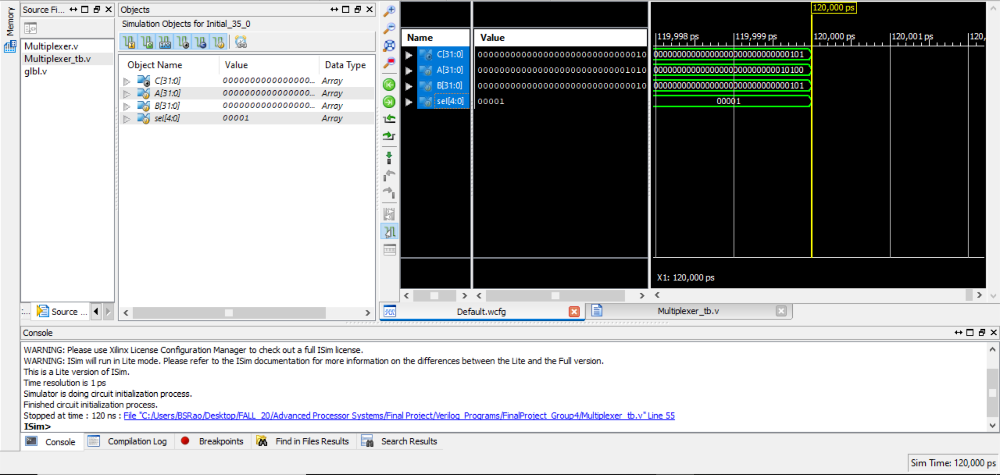 Memory
Source Fi...
Multiplexer.v
Multiplexer_tb.v
glbl.v
:... Source ...
Objects
Simulation Objects for Initial_35_0
Object Name Value Data Type
C[31:0] 0000000000000000... Array
A[31:0] 0000000000000000... Array
B[31:0] 0000000000000000... Array
sel[4:0] 00001 Array
120,000 ps
Name Value
119,998 ps 119,999 ps 120,000 ps 120,001 ps 120,
C[31:0] 0000000000000000000000000000010 00000000000000000000000000000101
A[31:0] 0000000000000000000000000001010 00000000000000000000000000010100
B[31:0] 0000000000000000000000000000010 00000000000000000000000000000101
sel[4:0] 00001 00001
X1: 120,000 ps
Default.wcfg Multiplexer_tb.v
Console
WARNING: Please use Xilinx License Configuration Manager to check out a full ISim license.
WARNING: ISim will run in Lite mode. Please refer to the ISim documentation for more information on the differences between the Lite and the Full version.
This is a Lite version of ISim.
Time resolution is 1 ps
Simulator is doing circuit initialization process.
Finished circuit initialization process.
Stopped at time : 120 ns : File "C:/Users/BSRao/Desktop/FALL_20/Advanced Processor Systems/Final Project/Verilog_Programs/FinalProject_Group4/Multiplexer_tb.v" Line 55
ISim>
Console Compilation Log Breakpoints Find in Files Results Search Results
Sim Time: 120,000 ps